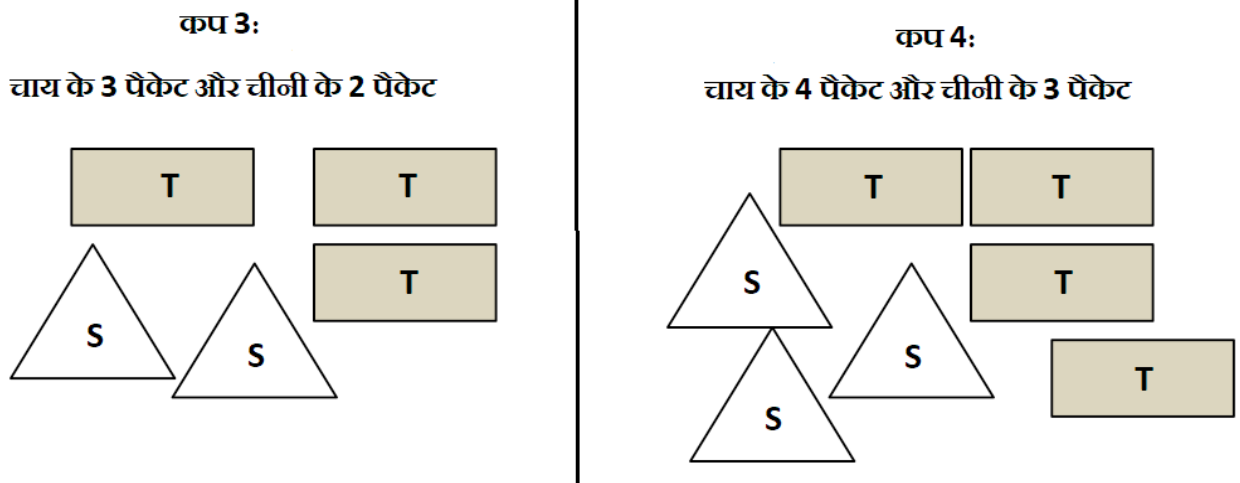 कप 3:
चाय के 3 पैकेट और चीनी के 2 पैकेट
T
T
T
S
S
कप 4:
चाय के 4 पैकेट और चीनी के 3 पैकेट
T
T
S
T
S
T
S